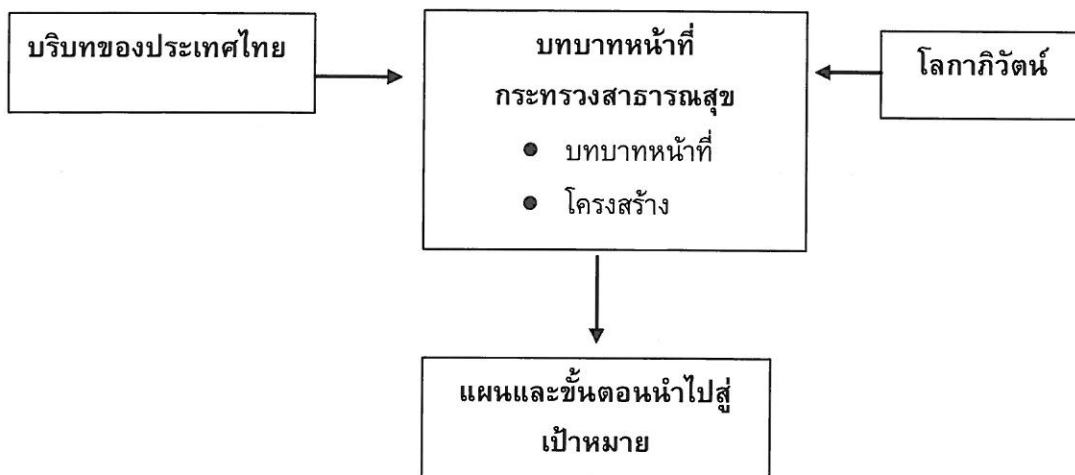 บริบทของประเทศไทย
บทบาทหน้าที่
กระทรวงสาธารณสุข
● บทบาทหน้าที่
● โครงสร้าง
โลกาภิวัตน์
แผนและขั้นตอนนำไปสู่
เป้าหมาย